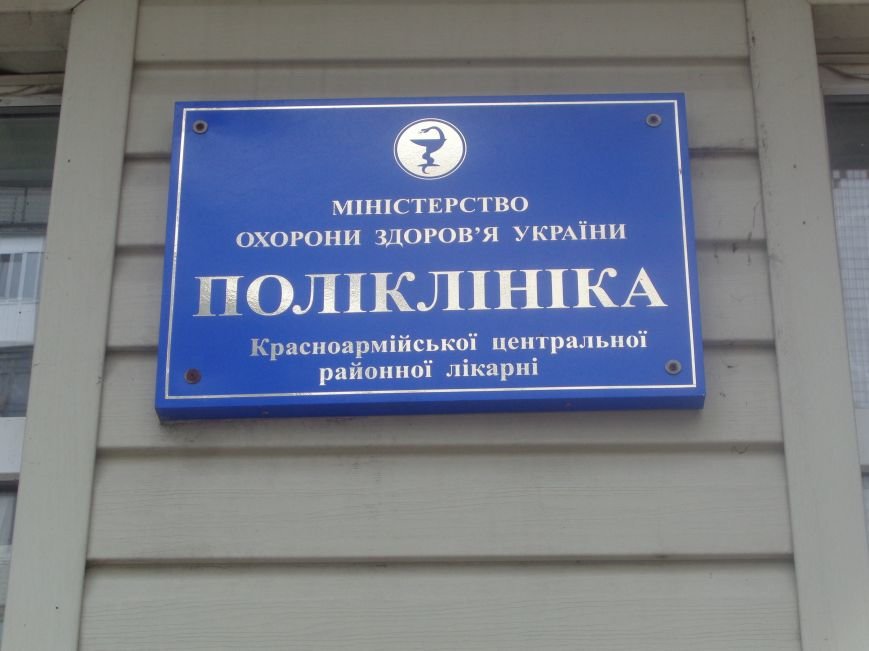 МІНІСТЕРСТВО
ОХОРОНИ ЗДОРОВ'Я УКРАЇНИ
ПОЛІКЛІНІКА
Красноармійської центральної
районної лікарні